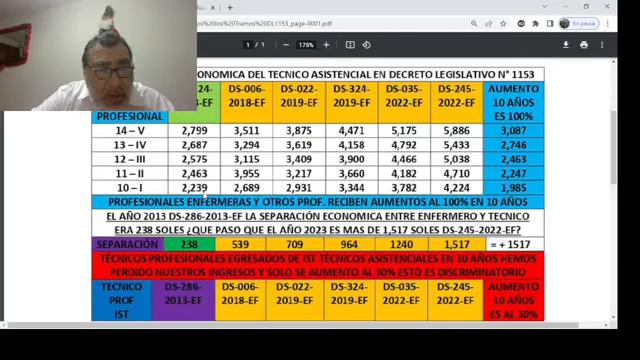 os%20los%20Tramos%20DL1153_page-0001.pdf
En pausa
1 / 1
175%
ECONOMICA DEL TECNICO ASISTENCIAL EN DECRETO LEGISLATIVO N° 1153
PROFESIONAL 24- 3-EF DS-006-2018-EF DS-022-2019-EF DS-324-2019-EF DS-035-2022-EF DS-245-2022-EF AUMENTO 10 AÑOS ES 100%
14 – V 2,799 3,511 3,875 4,471 5,175 5,886 3,087
13 – IV 2,687 3,294 3,619 4,158 4,792 5,433 2,746
12 – III 2,575 3,115 3,409 3,900 4,466 5,038 2,463
11 – II 2,463 3,955 3,217 3,660 4,182 4,710 2,247
10 – I 2,239 2,689 2,931 3,344 3,782 4,224 1,985
PROFESIONALES ENFERMERAS Y OTROS PROF. RECIBEN AUMENTOS AL 100% EN 10 AÑOS
EL AÑO 2013 DS-286-2013-EF LA SEPARACIÓN ECONOMICA ENTRE ENFERMERO Y TECNICO
ERA 238 SOLES ¿QUE PASO QUE EL AÑO 2023 ES MAS DE 1,517 SOLES DS-245-2022-EF?
SEPARACIÓN 238 539 709 964 1240 1,517 = + 1517
TÉCNICOS PROFESIONALES EGRESADOS DE IST TÉCNICOS ASISTENCIALES EN 10 AÑOS HEMOS
PERDIDO NUESTROS INGRESOS Y SOLO SE AUMENTO AL 30% ESTO ES DISCRIMINATORIO
TÉCNICO PROF IST DS-286-2013-EF DS-006-2018-EF DS-022-2019-EF DS-324-2019-EF DS-035-2022-EF DS-245-2022-EF AUMENTO 10 AÑOS ES AL 30%